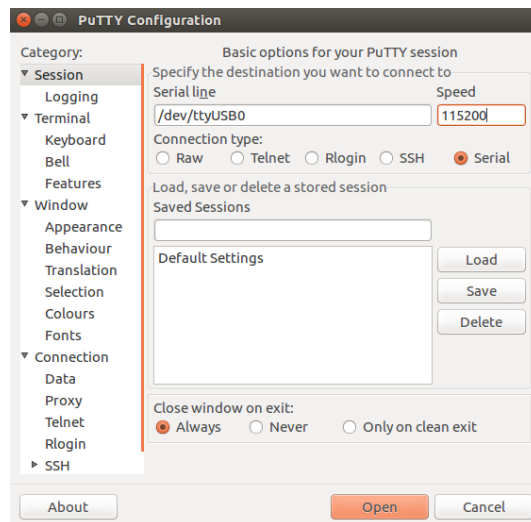 PuTTY Configuration
Category:
Session
Logging
Terminal
Keyboard
Bell
Features
Window
Appearance
Behaviour
Translation
Selection
Colours
Fonts
Connection
Data
Proxy
Telnet
Rlogin
SSH
Basic options for your PuTTY session
Specify the destination you want to connect to
Serial line Speed
/dev/ttyUSB0 115200
Connection type:
Raw Telnet Rlogin SSH Serial
Load, save or delete a stored session
Saved Sessions
Default Settings
Load
Save
Delete
Close window on exit:
Always Never Only on clean exit
About Open Cancel